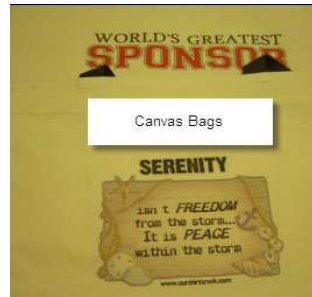 WORLD'S GREATEST
SPONSOR
Canvas Bags
SERENITY
isn t FREEDOM
from the storm...
It is PEACE
within the storm